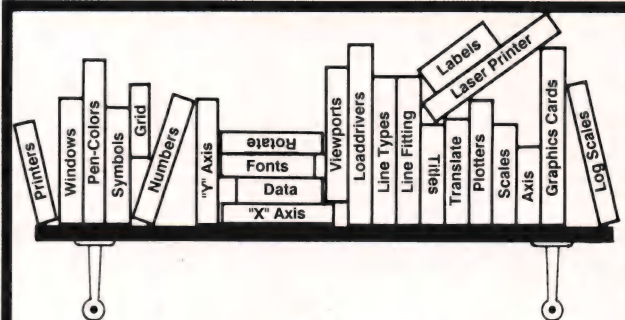 Printers
Windows
Pen-Colors
Symbols
Grid
Numbers
"Y" Axis
Rotate
Fonts
Data
"X" Axis
Viewports
Loaddrivers
Line Types
Line Fitting
Labels
Laser Printer
Titles
Translate
Plotters
Scales
Axis
Graphics Cards
Log Scales